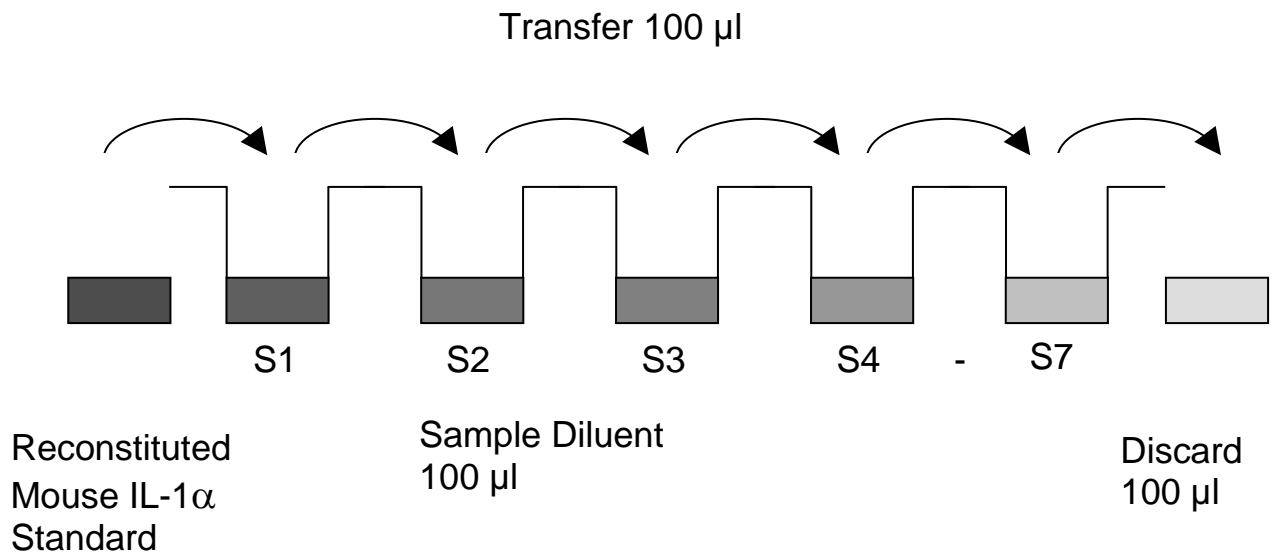 Transfer 100 µl
S1 S2 S3 S4 - S7
Reconstituted
Mouse IL-1α
Standard
Sample Diluent
100 µl
Discard
100 µl